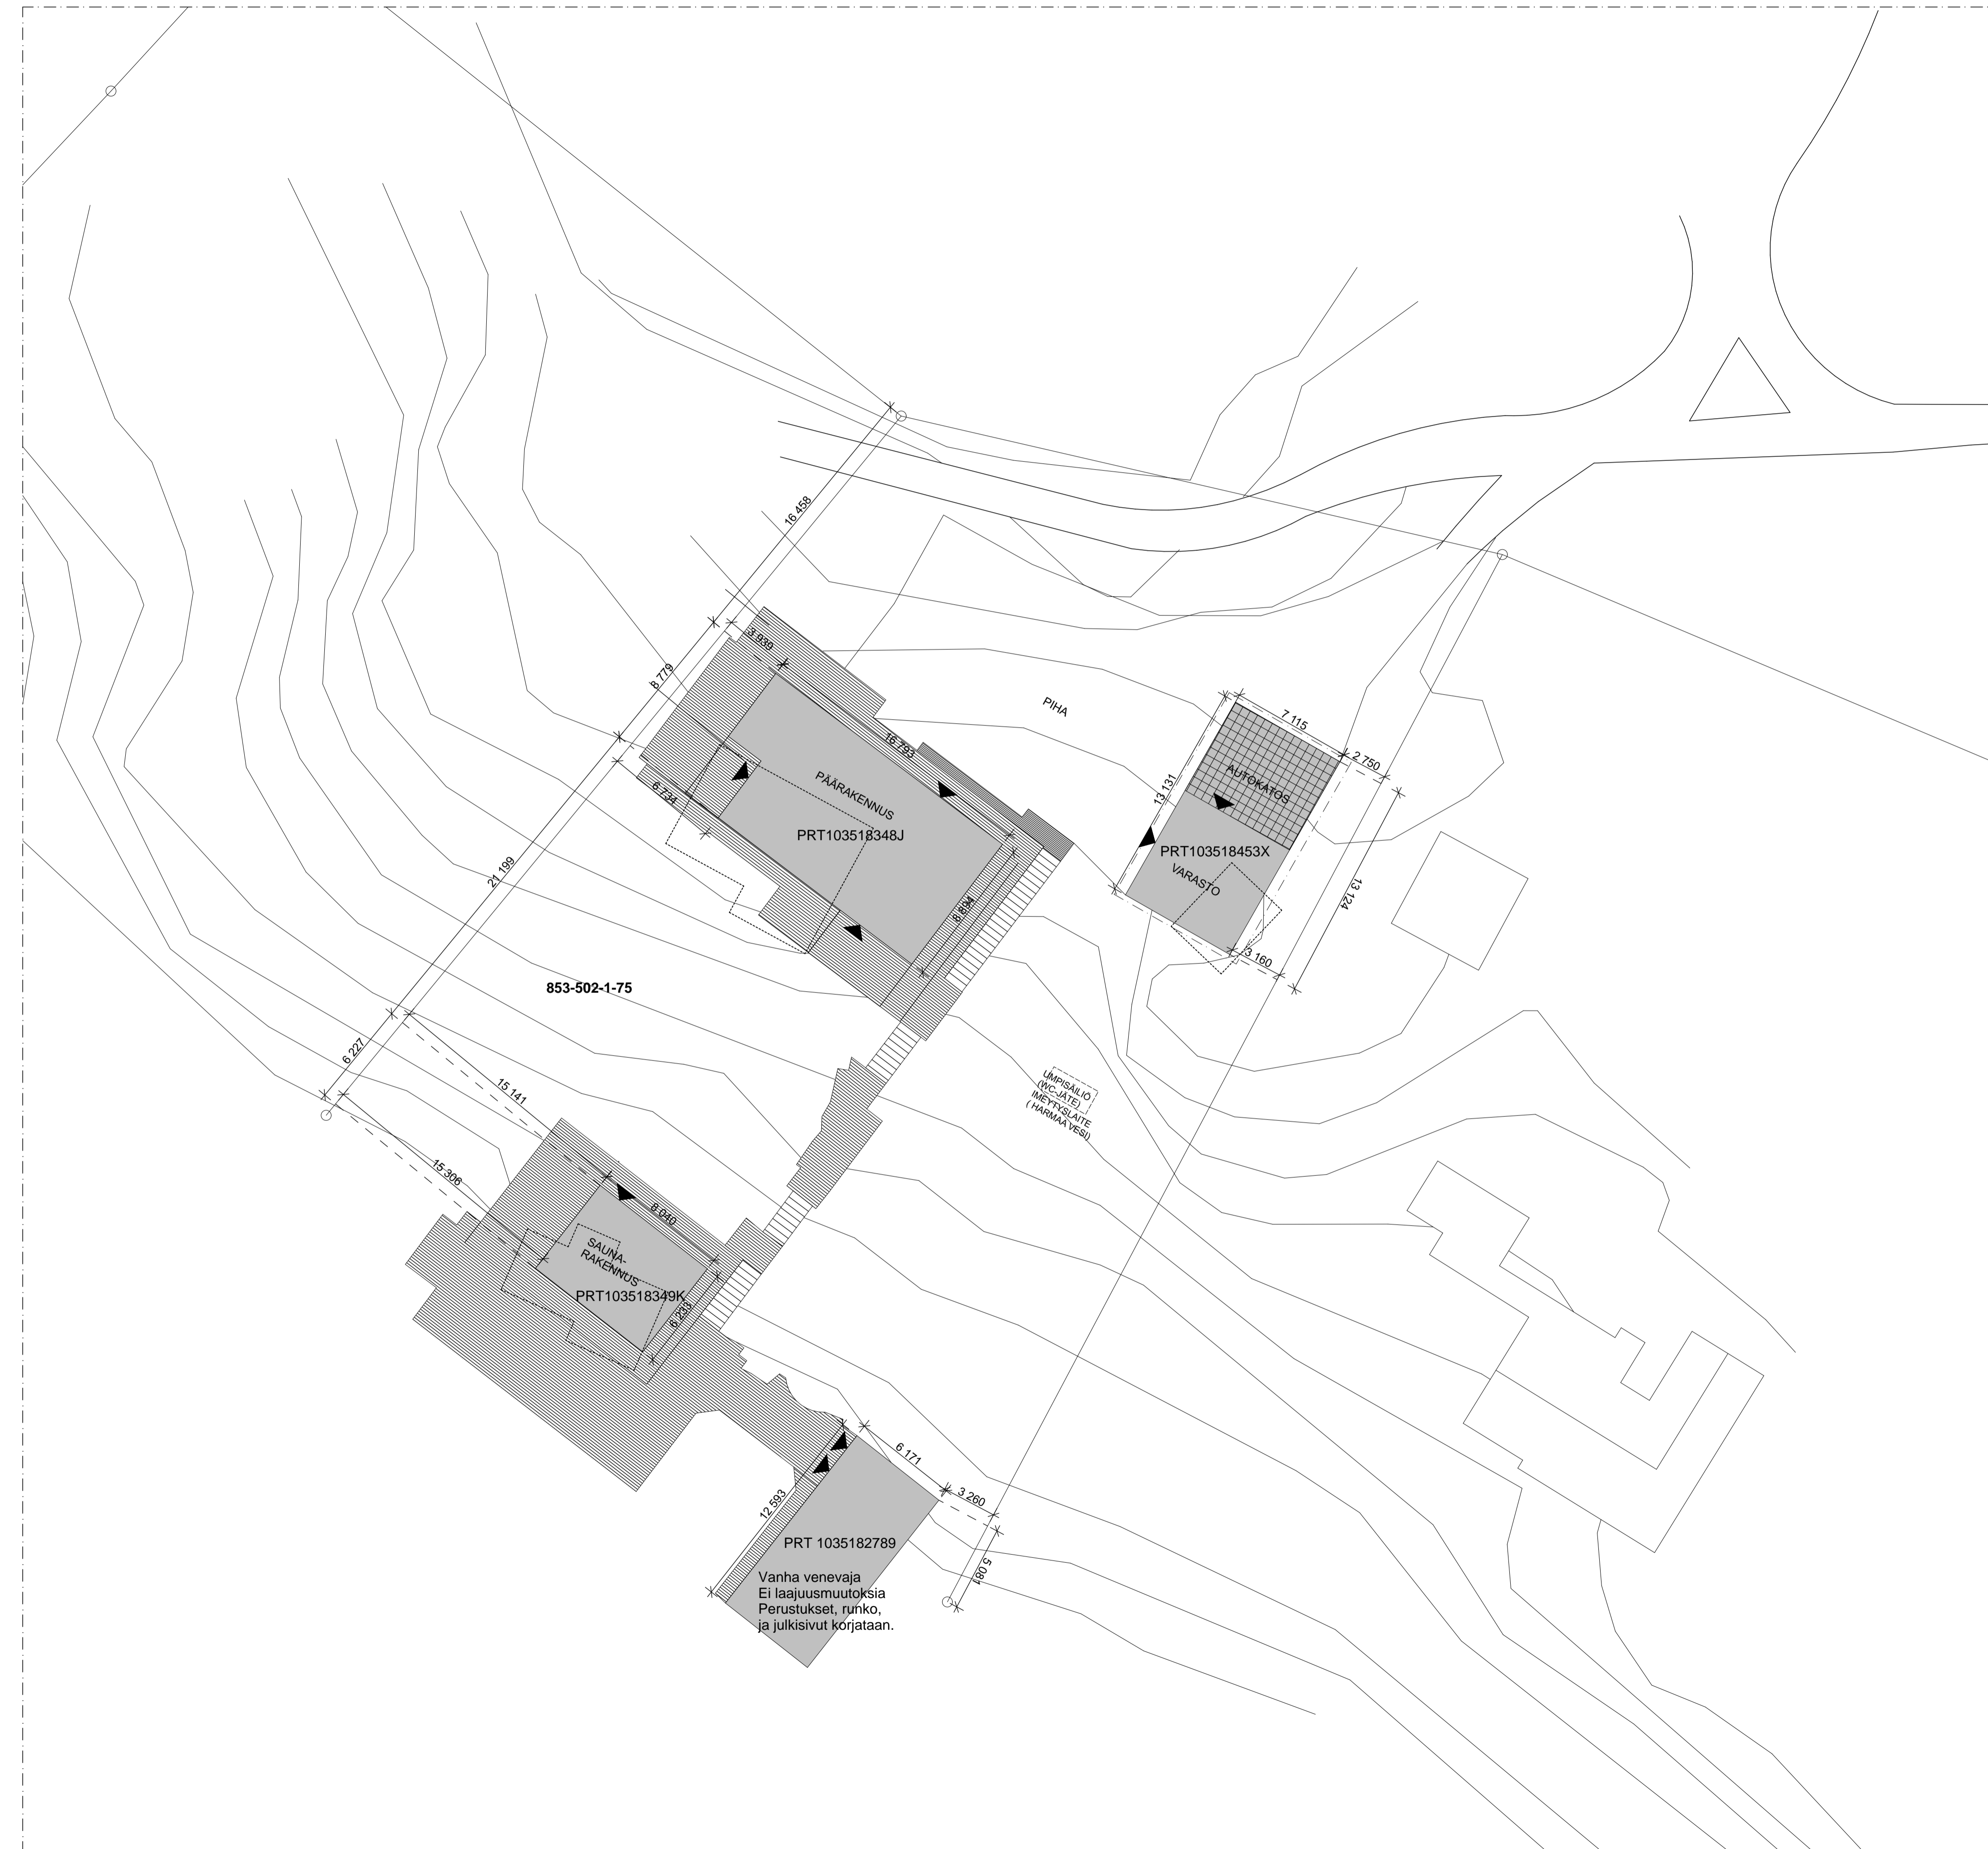 16 458
3 939
8 779
PIHA
7 115
16 793
2 750
AUTOKATOS
13 131
PÄÄRAKENNUS
6 734
PRT103518348J
PRT103518453X
VARASTO
13 124
21 199
8 894
3 160
853-502-1-75
6 227
UMPISÄILIÖ
(WC-JÄTE)
IMEYTYSLAITE
( HARMAA VESI)
15 141
15 306
8 040
SAUNA-
RAKENNUS
PRT103518349K
6 233
6 171
3 260
12 593
PRT 1035182789
5 081
Vanha venevaja
Ei laajuusmuutoksia
Perustukset, runko,
ja julkisivut korjataan.